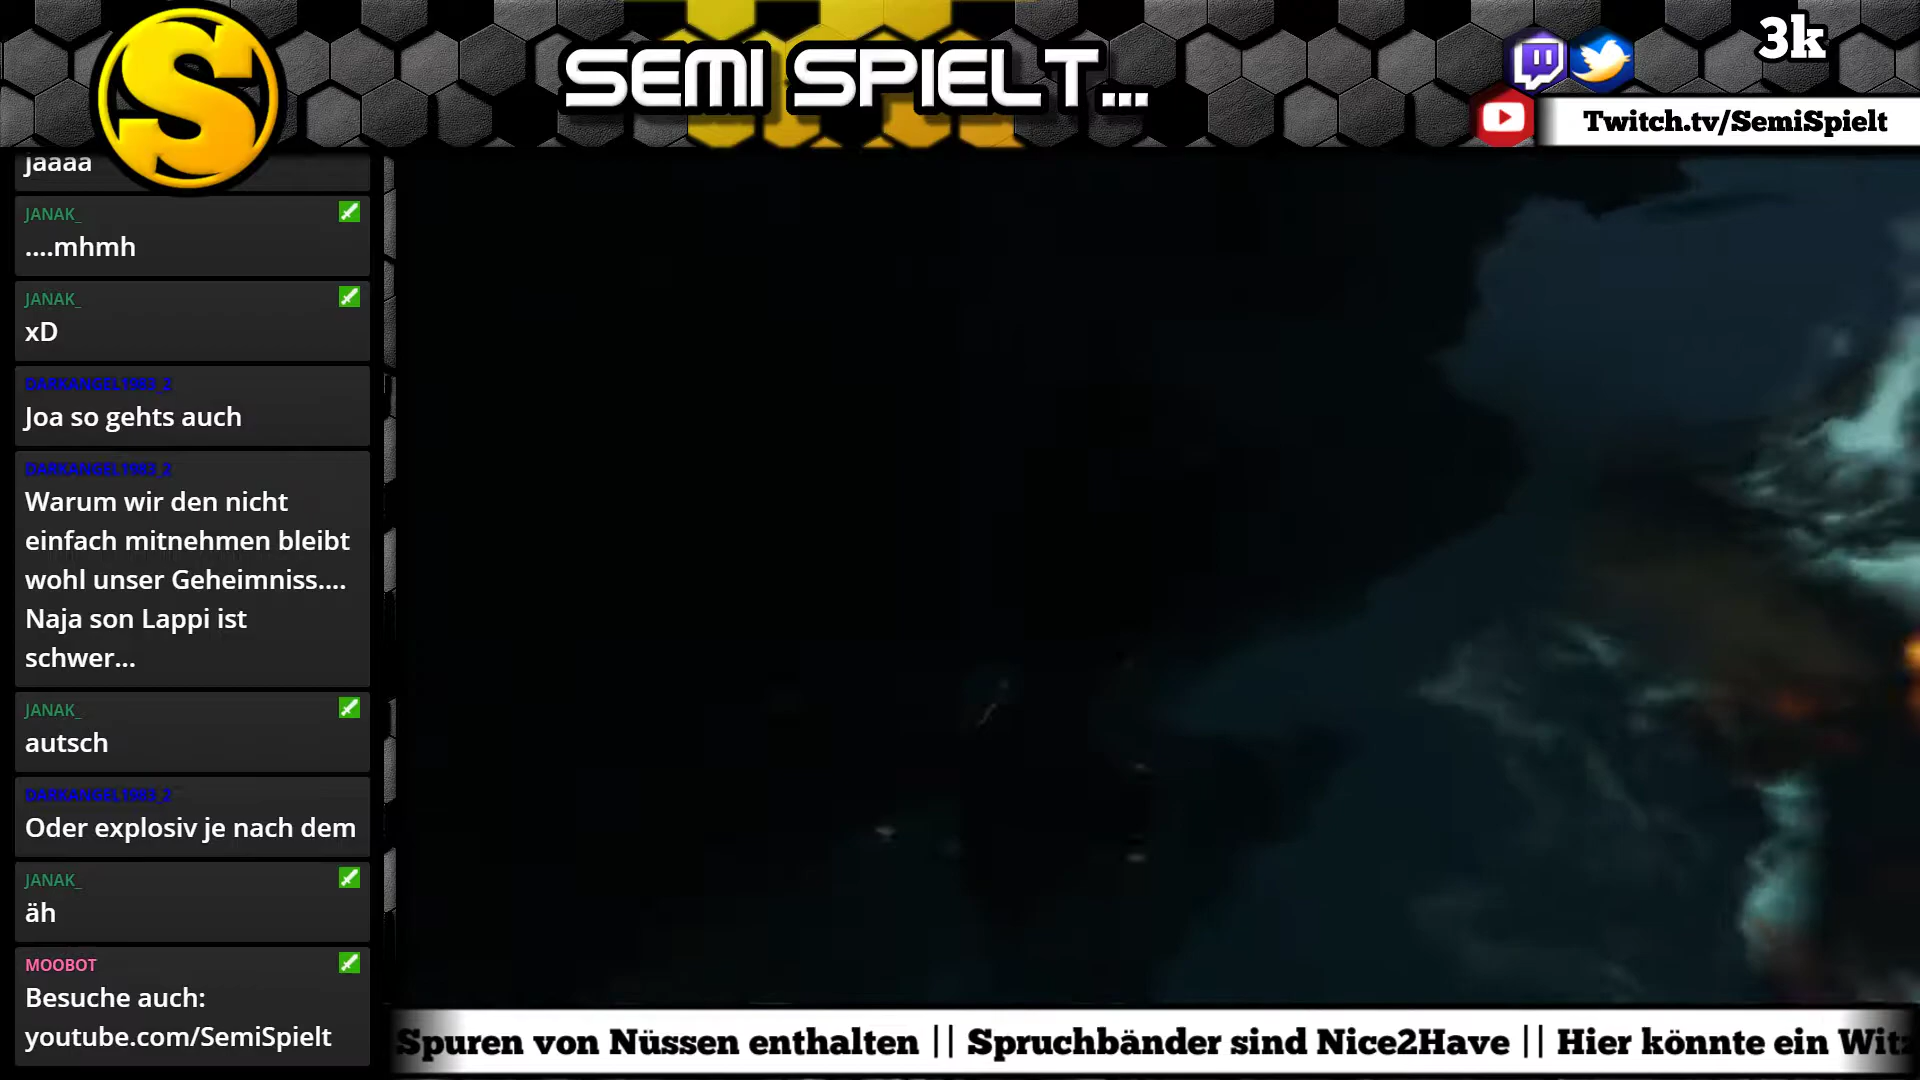 S
SEMI SPIELT...
3k
Twitch.tv/SemiSpielt
jaaaa
JANAK_
....mhmh
JANAK_
xD
DARKANGEL1983_2
Joa so gehts auch
DARKANGEL1983_2
Warum wir den nicht
einfach mitnehmen bleibt
wohl unser Geheimniss....
Naja son Lappi ist
schwer...
JANAK_
autsch
DARKANGEL1983_2
Oder explosiv je nach dem
JANAK_
äh
MOOBOT
Besuche auch:
youtube.com/SemiSpielt
Spuren von Nüssen enthalten || Spruchbänder sind Nice2Have || Hier könnte ein Witz